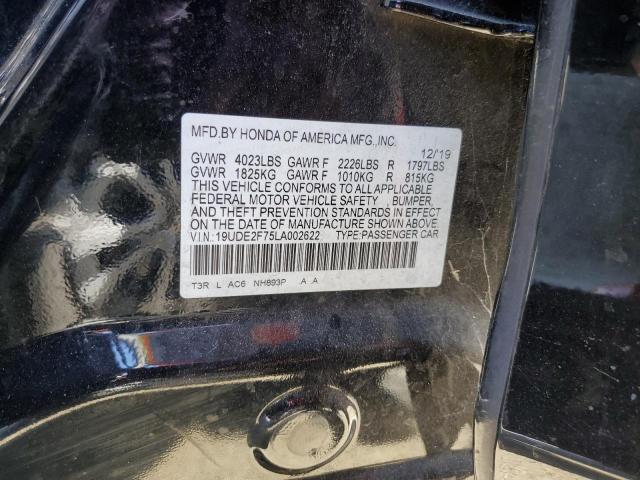 MFD.BY HONDA OF AMERICA MFG.,INC.
12/'19
GVWR 4023LBS GAWR F 2226LBS R 1797LBS
GVWR 1825KG GAWR F 1010KG R 815KG
THIS VEHICLE CONFORMS TO ALL APPLICABLE
FEDERAL MOTOR VEHICLE SAFETY , BUMPER,
AND THEFT PREVENTION STANDARDS IN EFFECT
ON THE DATE OF MANUFACTURE SHOWN ABOVE.
V.I.N.: 19UDE2F75LA002622 TYPE:PASSENGER CAR
T3R L AC6 NH893P .A .A